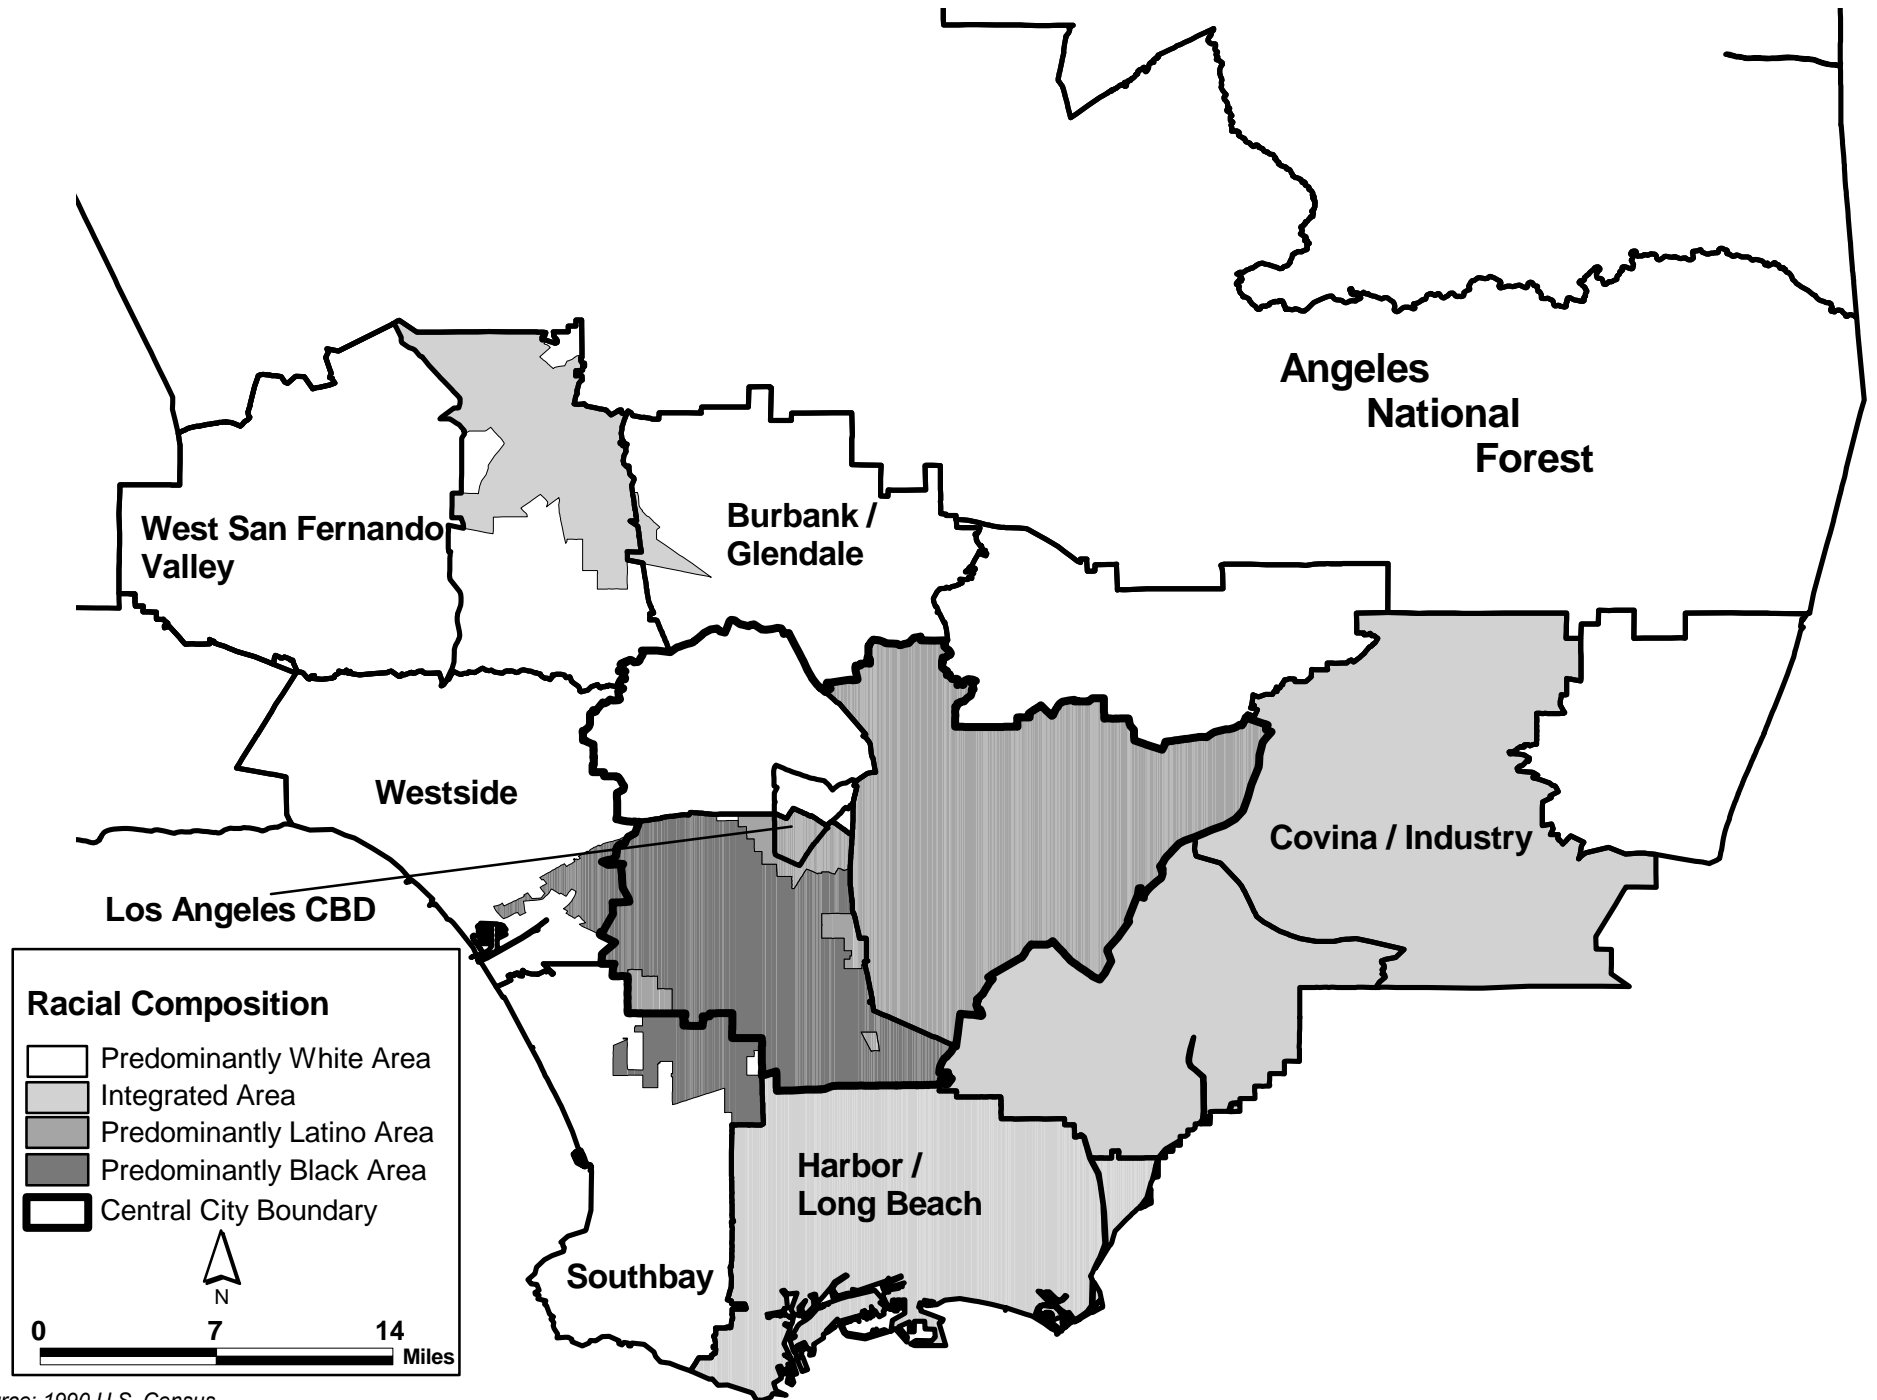 Angeles
National
Forest
Burbank /
Glendale
West San Fernando
Valley
Westside
Covina / Industry
Los Angeles CBD
Harbor /
Long Beach
Southbay
Racial Composition
Predominantly White Area
Integrated Area
Predominantly Latino Area
Predominantly Black Area
Central City Boundary
N
0 7 14
Miles
1990 U.S. Census